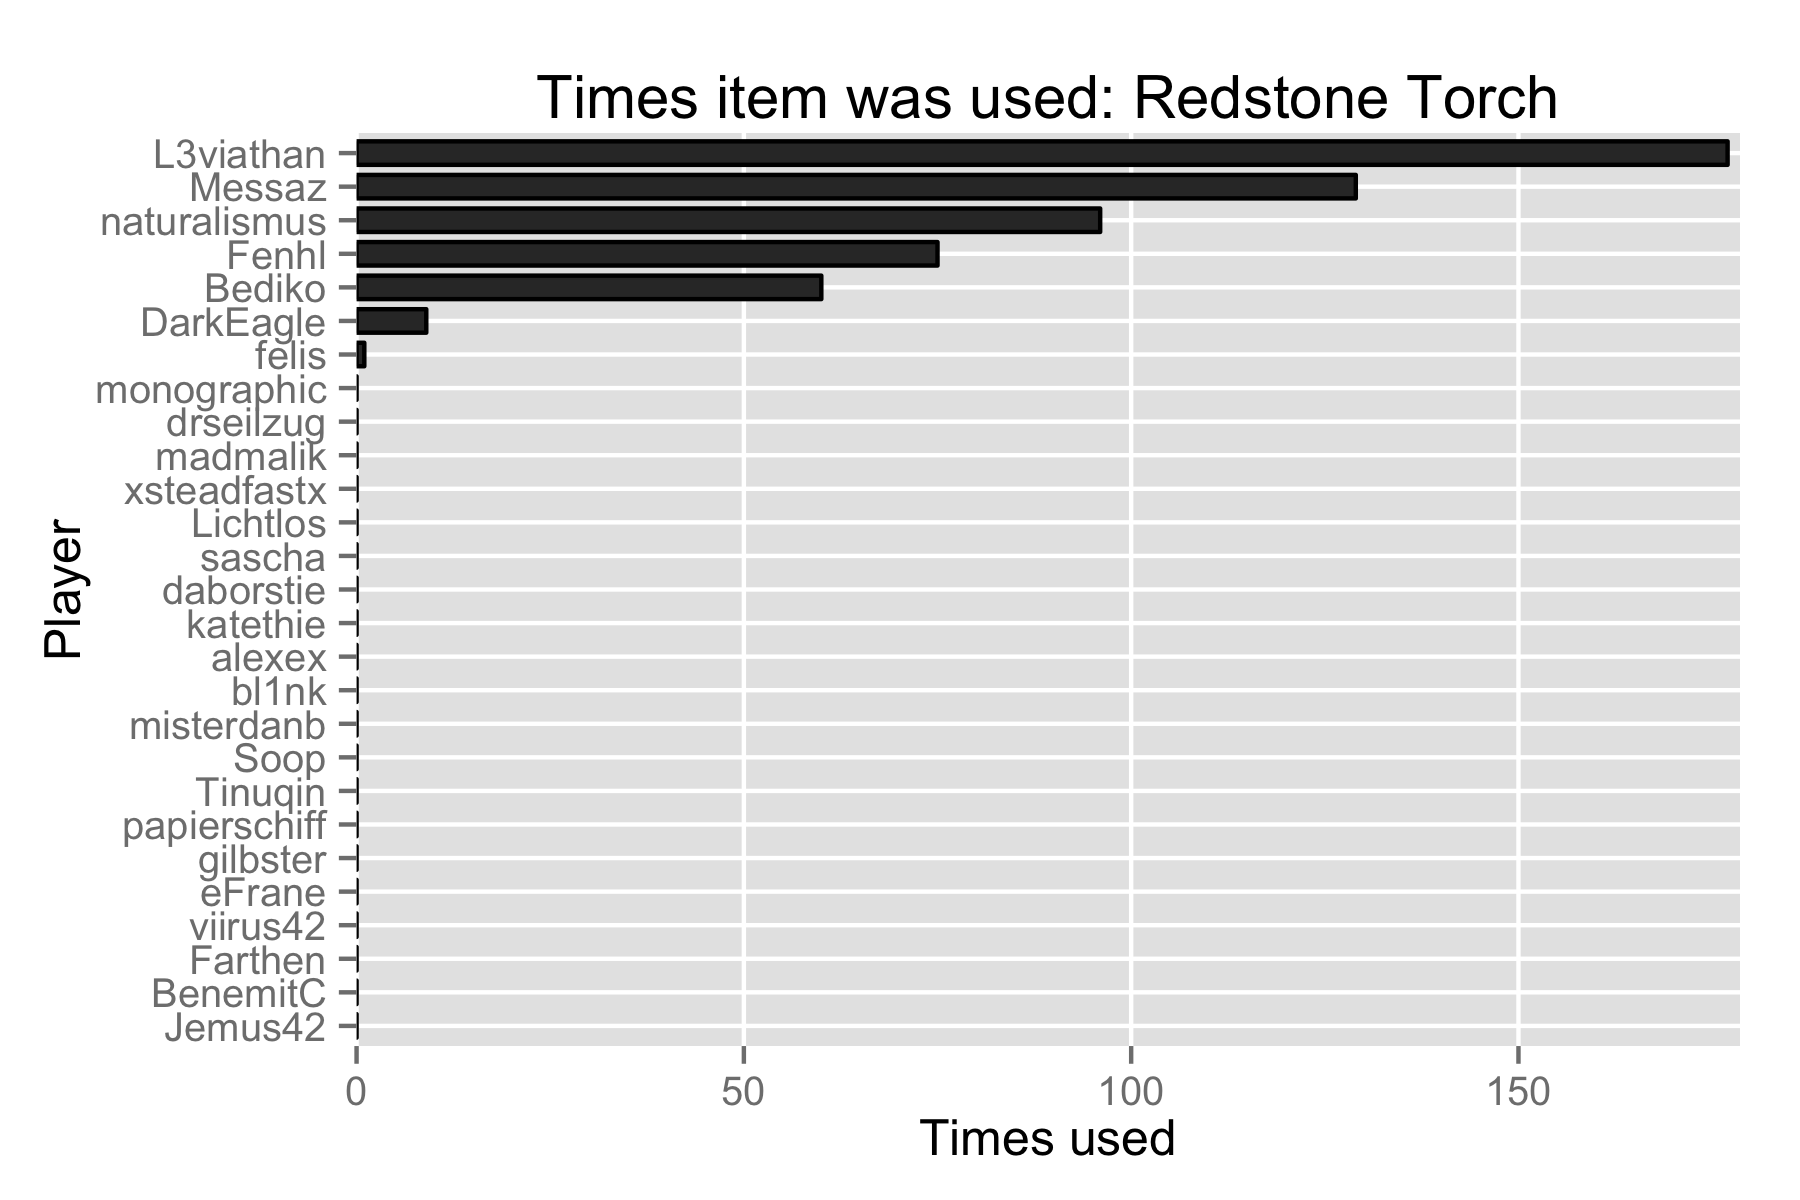 Times item was used: Redstone Torch
L3viathan
Messaz
naturalismus
Fenhl
Bediko
DarkEagle
felis
monographic
drseilzug
madmalik
xsteadfastx
Lichtlos
sascha
daborstie
katethie
alexex
bl1nk
misterdanb
Soop
Tinuqin
papierschiff
gilbster
eFrane
viirus42
Farthen
BenemitC
Jemus42
Player
0 50 100 150
Times used